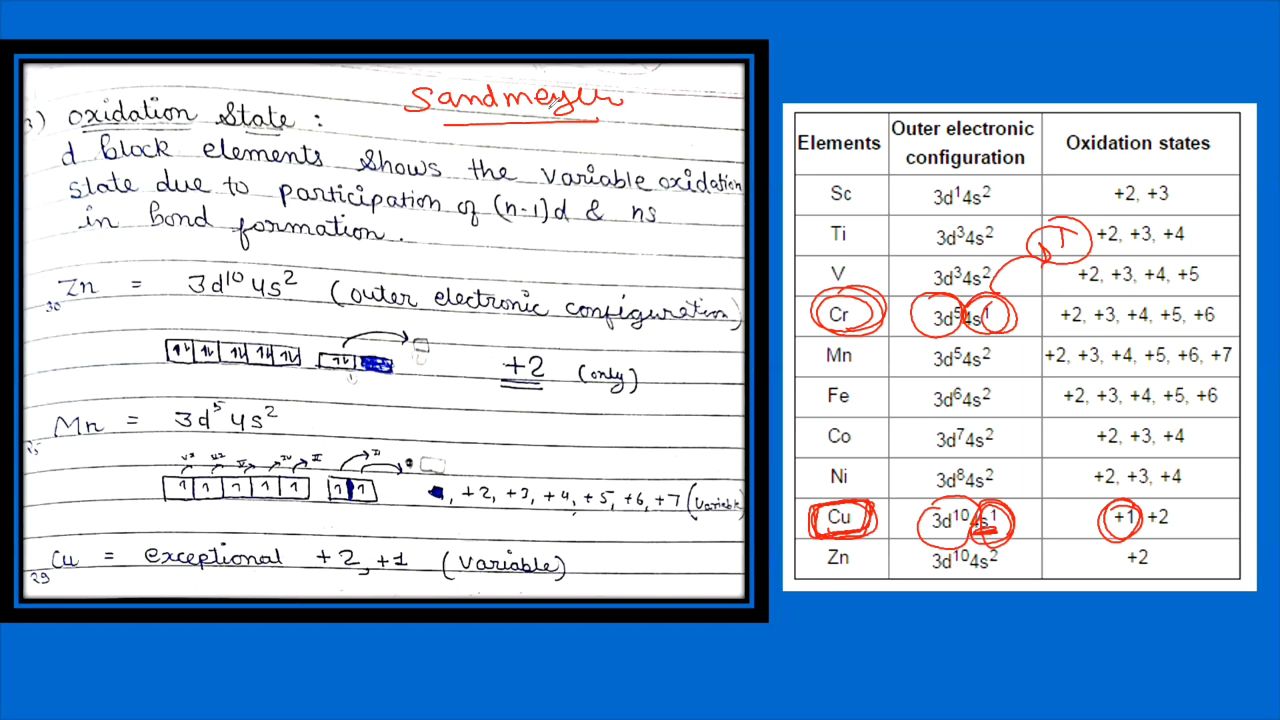 Sandmeyer
3) Oxidation State :
d block elements shows the variable oxidation
state due to participation of (n-1)d & ns
in bond formation.
30Zn = 3d¹⁰ 4s² (outer electronic configuration)
+2 (only)
Mn = 3d⁵ 4s²
25
, +2, +3, +4, +5, +6, +7 (Variable)
29Cu = exceptional +2, +1 (Variable)
Elements Outer electronic configuration Oxidation states
Sc 3d¹4s² +2, +3
Ti 3d³4s² +2, +3, +4
V 3d³4s² +2, +3, +4, +5
Cr 3d⁵4s¹ +2, +3, +4, +5, +6
Mn 3d⁵4s² +2, +3, +4, +5, +6, +7
Fe 3d⁶4s² +2, +3, +4, +5, +6
Co 3d⁷4s² +2, +3, +4
Ni 3d⁸4s² +2, +3, +4
Cu 3d¹⁰4s¹ +1, +2
Zn 3d¹⁰4s² +2